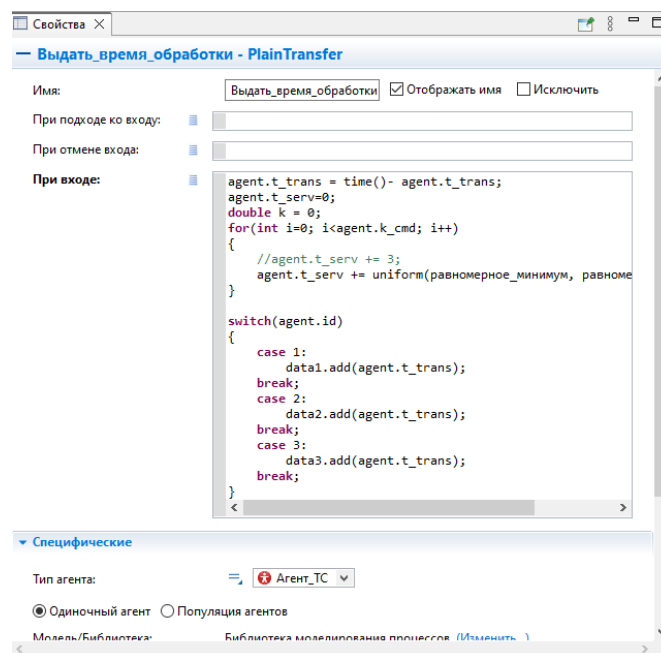 Свойства
Выдать_время_обработки - PlainTransfer
Имя: Выдать_время_обработки Отображать имя Исключить
При подходе ко входу:
При отмене входа:
При входе:
agent.t_trans = time()- agent.t_trans;
agent.t_serv=0;
double k = 0;
for(int i=0; i<agent.k_cmd; i++)
{
//agent.t_serv += 3;
agent.t_serv += uniform(равномерное_минимум, равноме
}
switch(agent.id)
{
case 1:
data1.add(agent.t_trans);
break;
case 2:
data2.add(agent.t_trans);
break;
case 3:
data3.add(agent.t_trans);
break;
}
Специфические
Тип агента: Агент_ТС
Одиночный агент Популяция агентов
Модель/Библиотека: Библиотека моделирования процессов (Изменить...)